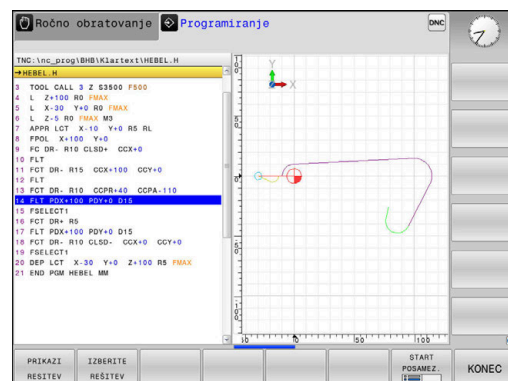 Ročno obratovanje
Programiranje
DNC
TNC:\nc_prog\BHB\Klartext\HEBEL.H
→HEBEL.H
3 TOOL CALL 3 Z S3500 F500
4 L Z+100 R0 FMAX
5 L X-30 Y+0 R0 FMAX
6 L Z-5 R0 FMAX M3
7 APPR LCT X-10 Y+0 R5 RL
8 FPOL X+100 Y+0
9 FC DR- R10 CLSD+ CCX+0
10 FLT
11 FCT DR- R15 CCX+100 CCY+0
12 FLT
13 FCT DR- R10 CCPR+40 CCPA-110
14 FLT PDX+100 PDY+0 D15
15 FSELECT1
16 FCT DR+ R5
17 FLT PDX+100 PDY+0 D15
18 FCT DR- R10 CLSD- CCX+0 CCY+0
19 FSELECT1
20 DEP LCT X-30 Y+0 Z+100 R5 FMAX
21 END PGM HEBEL MM
Y
X
0
50
100
PRIKAZI
RESITEV
IZBERITE
REŠITEV
START
POSAMEZ.
KONEC